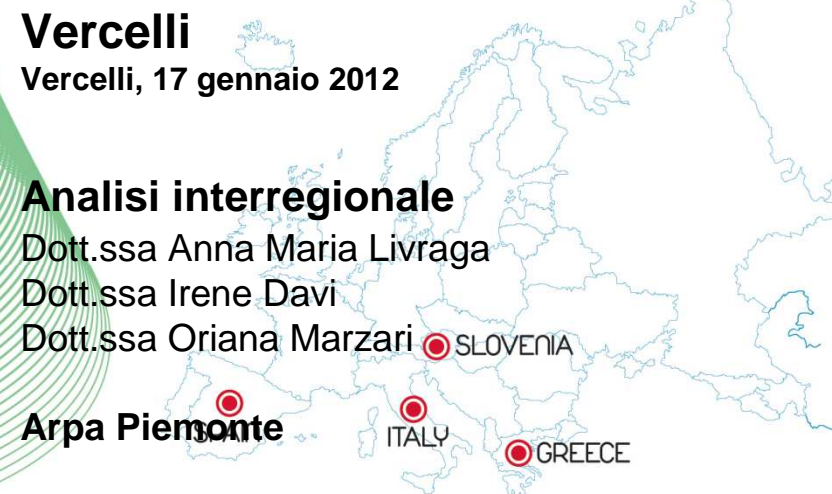 Vercelli
Vercelli, 17 gennaio 2012
Analisi interregionale
Dott.ssa Anna Maria Livraga
Dott.ssa Irene Davi
Dott.ssa Oriana Marzari
SLOVENIA
Arpa Piemonte
SPAIN
ITALY
GREECE